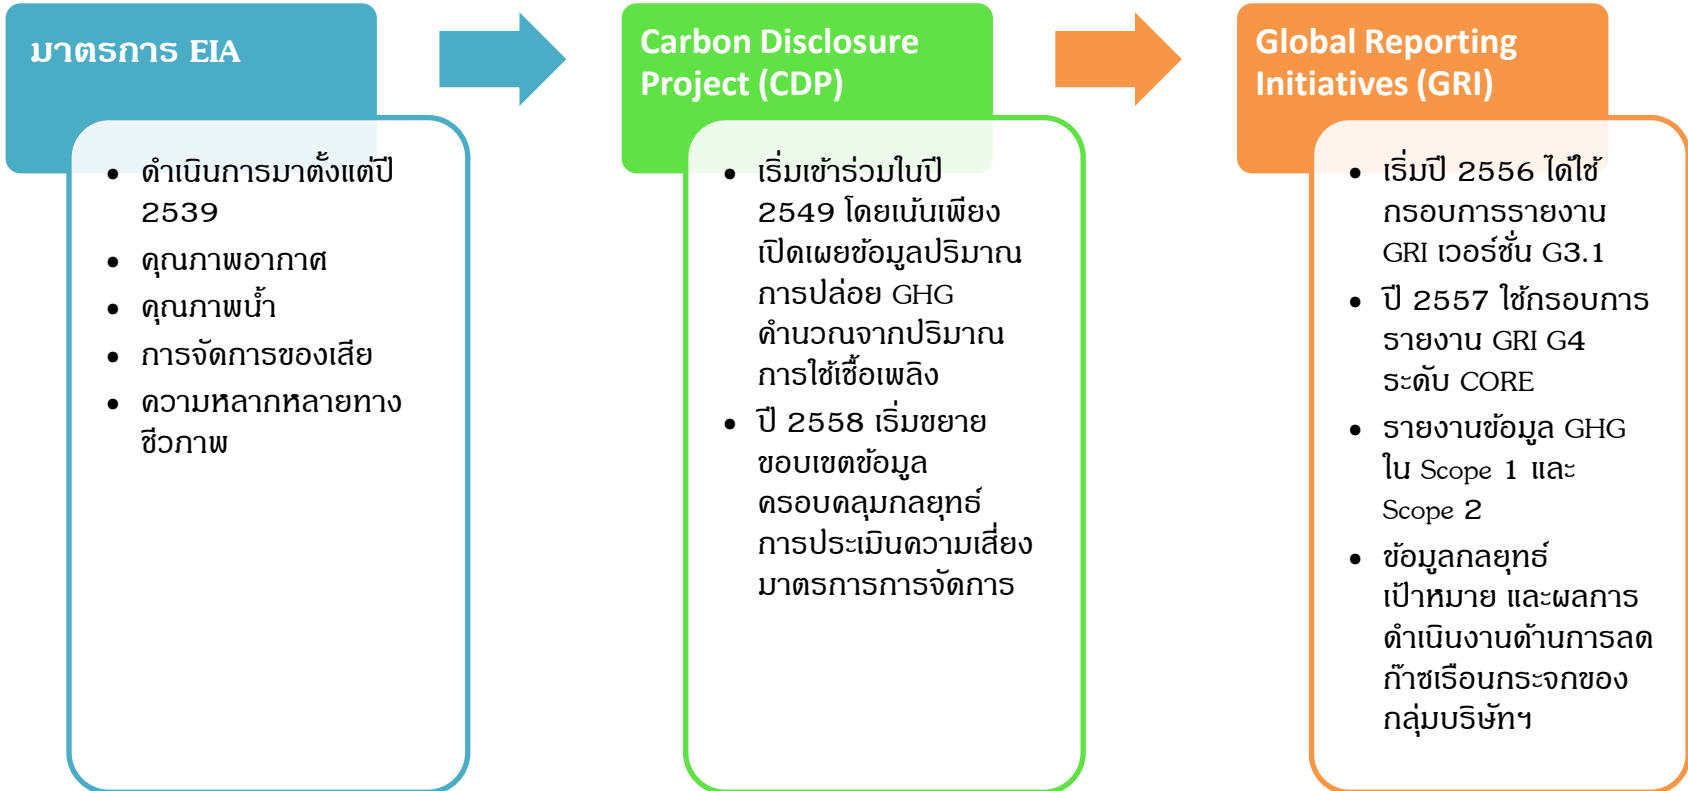 มาตรการ EIA
• ดำเนินการมาตั้งแต่ปี
2539
• คุณภาพอากาศ
• คุณภาพน้ำ
• การจัดการของเสีย
• ความหลากหลายทาง
ชีวภาพ
Carbon Disclosure
Project (CDP)
• เริ่มเข้าร่วมในปี
2549 โดยเน้นเพียง
เปิดเผยข้อมูลปริมาณ
การปล่อย GHG
คำนวณจากปริมาณ
การใช้เชื้อเพลิง
• ปี 2558 เริ่มขยาย
ขอบเขตข้อมูล
ครอบคลุมกลยุทธ์
การประเมินความเสี่ยง
มาตรการการจัดการ
Global Reporting
Initiatives (GRI)
• เริ่มปี 2556 ได้ใช้
กรอบการรายงาน
GRI เวอร์ชั่น G3.1
• ปี 2557 ใช้กรอบการ
รายงาน GRI G4
ระดับ CORE
• รายงานข้อมูล GHG
ใน Scope 1 และ
Scope 2
• ข้อมูลกลยุทธ์
เป้าหมาย และผลการ
ดำเนินงานด้านการลด
ก๊าซเรือนกระจกของ
กลุ่มบริษัทฯ